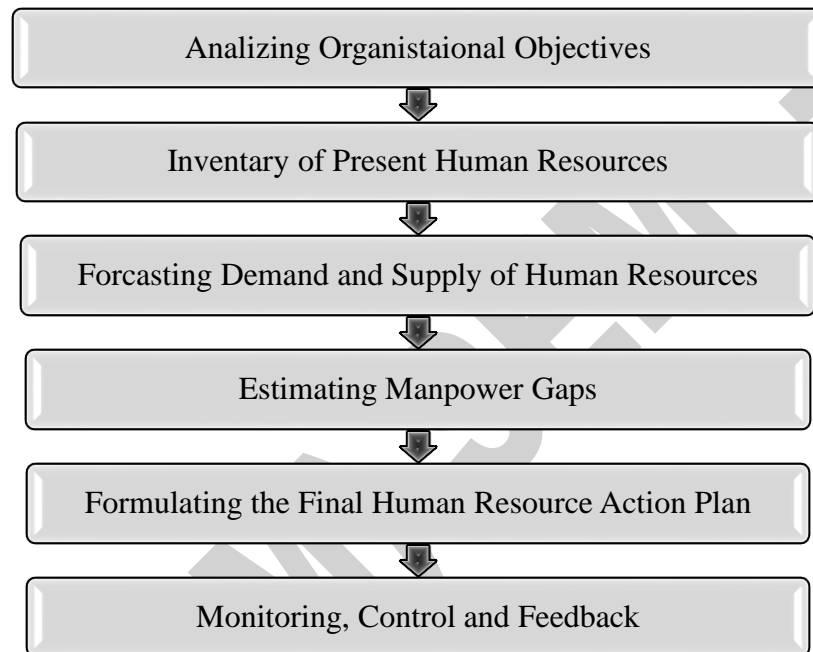 Analizing Organistaional Objectives
Inventary of Present Human Resources
Forcasting Demand and Supply of Human Resources
Estimating Manpower Gaps
Formulating the Final Human Resource Action Plan
Monitoring, Control and Feedback